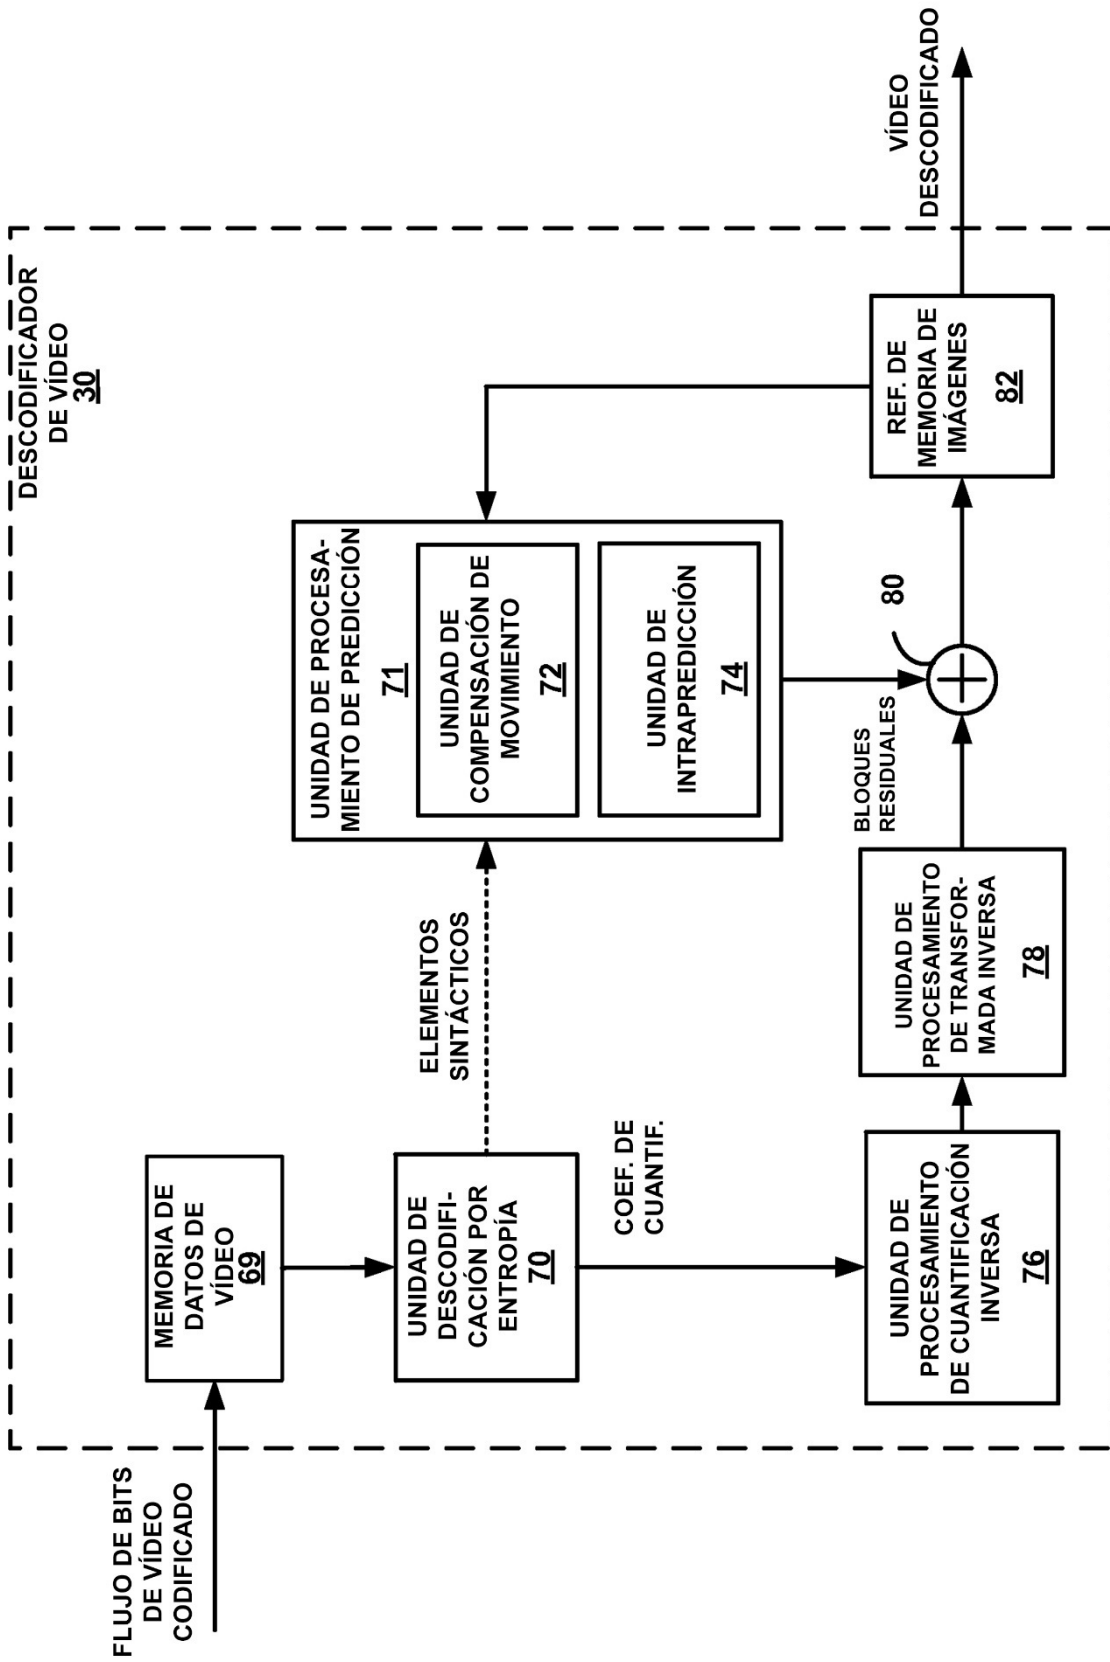 DESCODIFICADOR
DE VÍDEO
30
FLUJO DE BITS
DE VÍDEO
CODIFICADO
MEMORIA DE
DATOS DE
VÍDEO
69
UNIDAD DE
DESCODIFI-
CACIÓN POR
ENTROPÍA
70
ELEMENTOS
SINTÁCTICOS
UNIDAD DE PROCESA-
MIENTO DE PREDICCIÓN
71
UNIDAD DE
COMPENSACIÓN DE
MOVIMIENTO
72
UNIDAD DE
INTRAPREDICCIÓN
74
COEF. DE
CUANTIF.
UNIDAD DE
PROCESAMIENTO
DE CUANTIFICACIÓN
INVERSA
76
UNIDAD DE
PROCESAMIENTO
DE TRANSFOR-
MADA INVERSA
78
BLOQUES
RESIDUALES
80
REF. DE
MEMORIA DE
IMÁGENES
82
VÍDEO
DESCODIFICADO